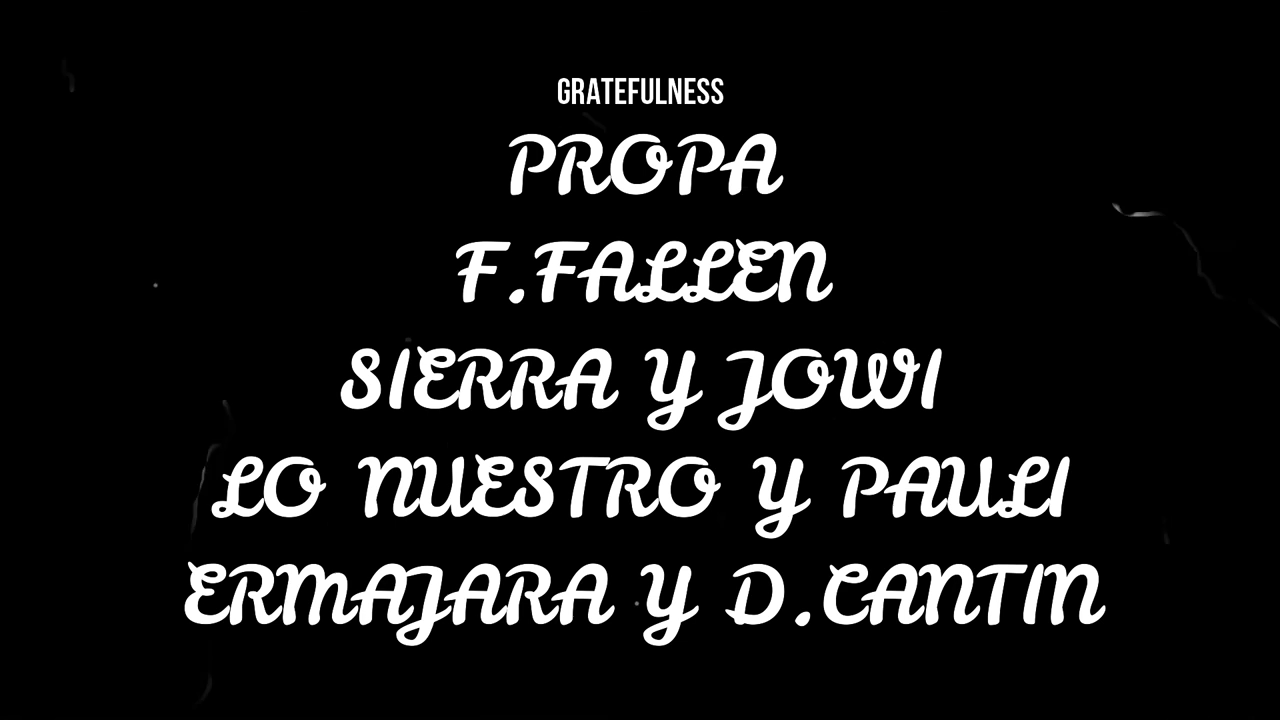 GRATEFULNESS
PROPA
F.FALLEN
SIERRA Y JOWI
LO NUESTRO Y PAULI
ERMAJARA Y D.CANTIN